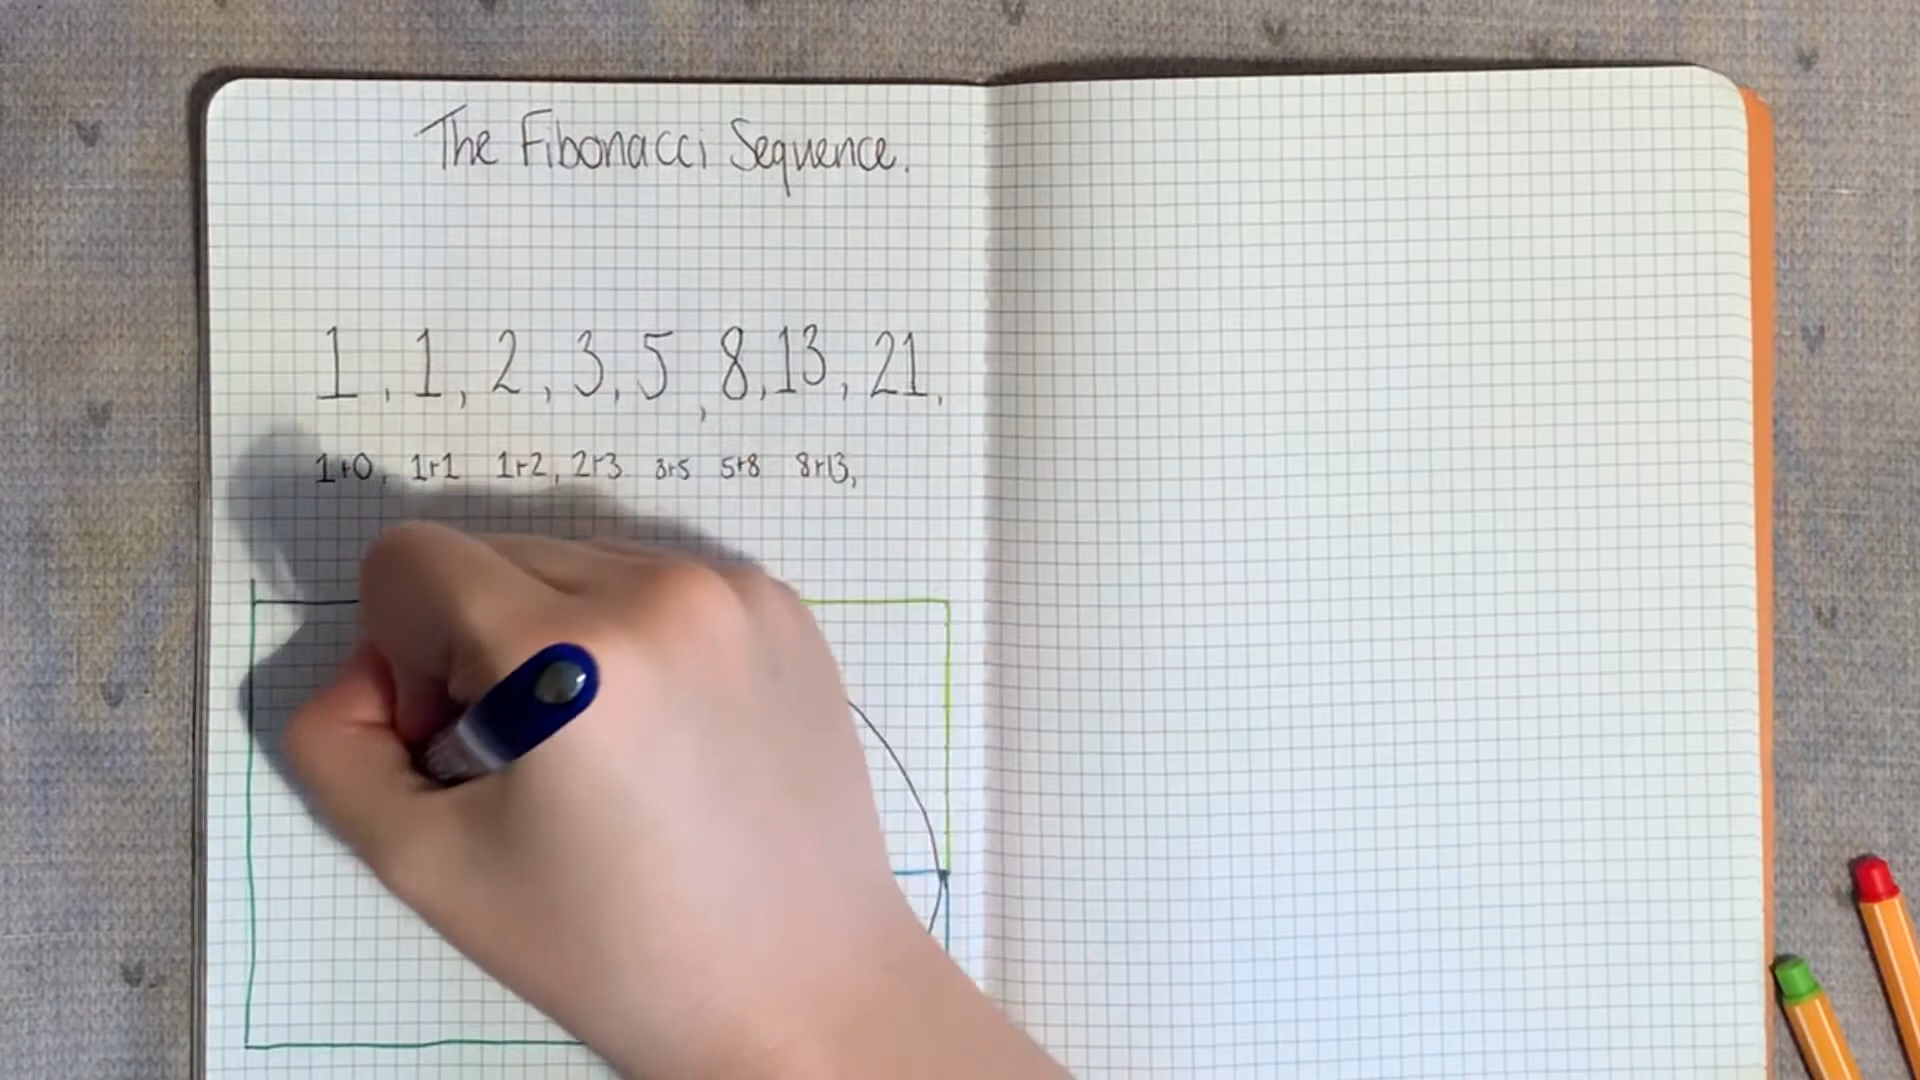 The Fibonacci Sequence.
1, 1, 2, 3, 5, 8, 13, 21,
1+0, 1+1 1+2, 2+3 3+5 5+8 8+13,